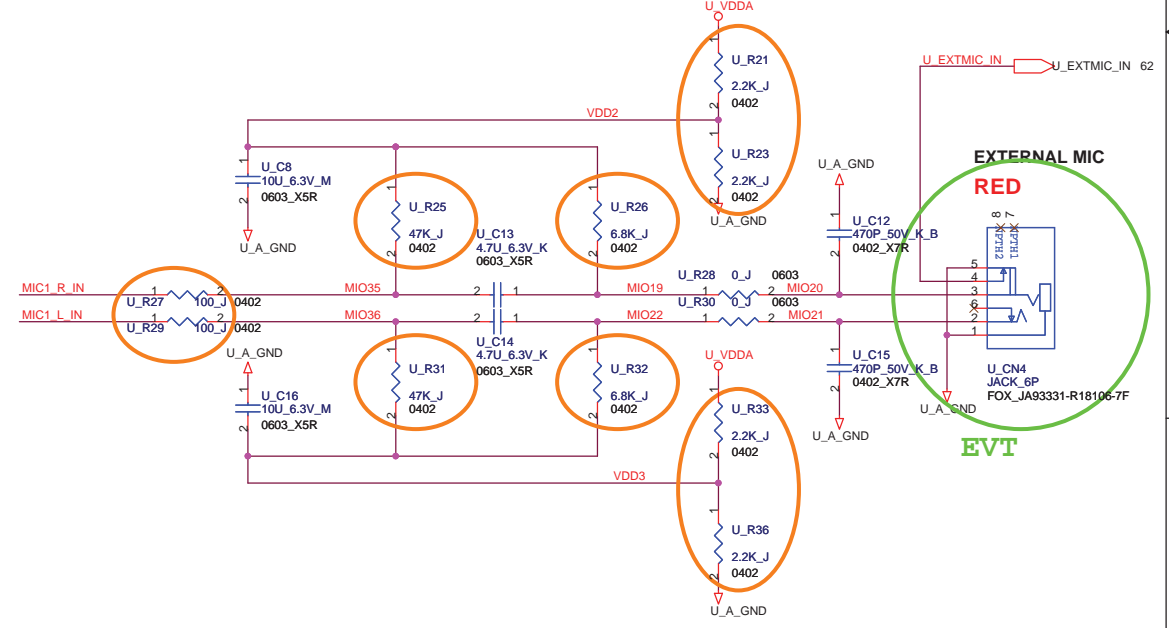 U_VDDA
1
U_R21
2.2K_J
0402
2
VDD2
1
U_R23
2.2K_J
0402
2
U_A_GND
U_EXTMIC_IN
U_EXTMIC_IN 62
1
U_C8
10U_6.3V_M
0603_X5R
2
U_A_GND
1
U_R25
47K_J
0402
2
U_C13
4.7U_6.3V_K
0603_X5R
1
U_R26
6.8K_J
0402
2
U_A_GND
1
U_C12
470P_50V_K_B
0402_X7R
2
EXTERNAL MIC
RED
8
7
NPTH2
NPTH1
MIC1_R_IN
1
2
U_R27
100_J
0402
MIO35
2
1
MIO19
U_R28
0_J
0603
1
2
MIO20
5
4
3
6
2
1
MIC1_L_IN
1
2
U_R29
100_J
0402
MIO36
2
1
MIO22
U_R30
0_J
0603
1
2
MIO21
U_C14
4.7U_6.3V_K
0603_X5R
U_A_GND
1
U_C16
10U_6.3V_M
0603_X5R
2
1
U_R31
47K_J
0402
2
1
U_R32
6.8K_J
0402
2
U_VDDA
1
U_R33
2.2K_J
0402
2
VDD3
1
U_R36
2.2K_J
0402
2
U_A_GND
1
U_C15
470P_50V_K_B
0402_X7R
2
U_A_GND
U_CN4
JACK_6P
FOX_JA93331-R18106-7F
U_A_GND
EVT